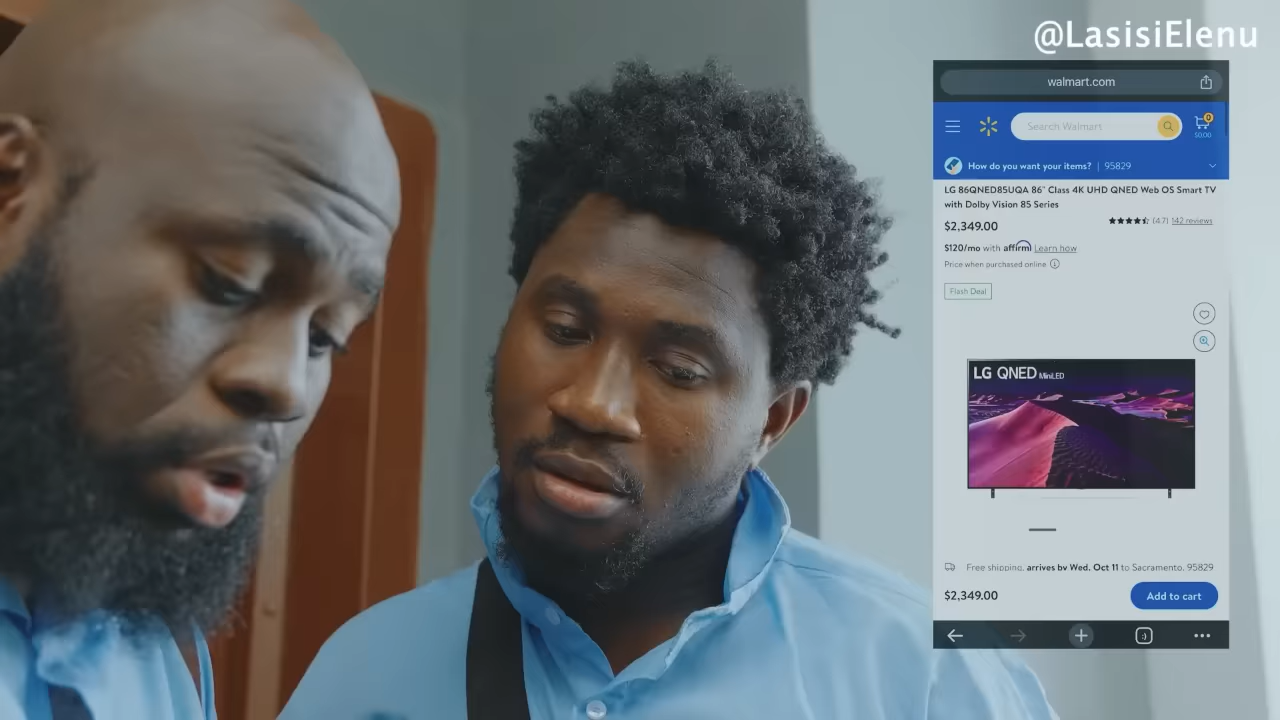 @LasisiElenu
walmart.com
Search Walmart
0
$0.00
How do you want your items? | 95829
LG 86QNED85UQA 86" Class 4K UHD QNED Web OS Smart TV
with Dolby Vision 85 Series
$2,349.00
(4.7) 142 reviews
$120/mo with affirm Learn how
Price when purchased online
Flash Deal
LG QNED MiniLED
Free shipping, arrives by Wed, Oct 11 to Sacramento, 95829
$2,349.00
Add to cart
:)